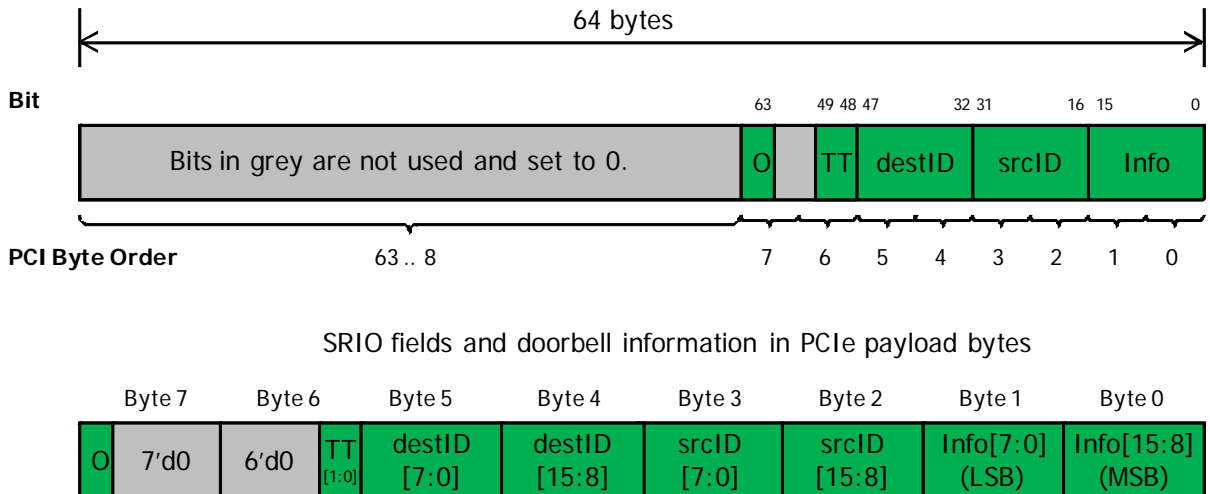 64 bytes
Bit 63 49 48 47 32 31 16 15 0
Bits in grey are not used and set to 0. O TT destID srcID Info
PCI Byte Order 63 .. 8 7 6 5 4 3 2 1 0
SRIO fields and doorbell information in PCIe payload bytes
Byte 7 Byte 6 Byte 5 Byte 4 Byte 3 Byte 2 Byte 1 Byte 0
O 7'd0 6'd0 TT destID destID srcID srcID Info[7:0] Info[15:8]
[1:0] [7:0] [15:8] [7:0] [15:8] (LSB) (MSB)